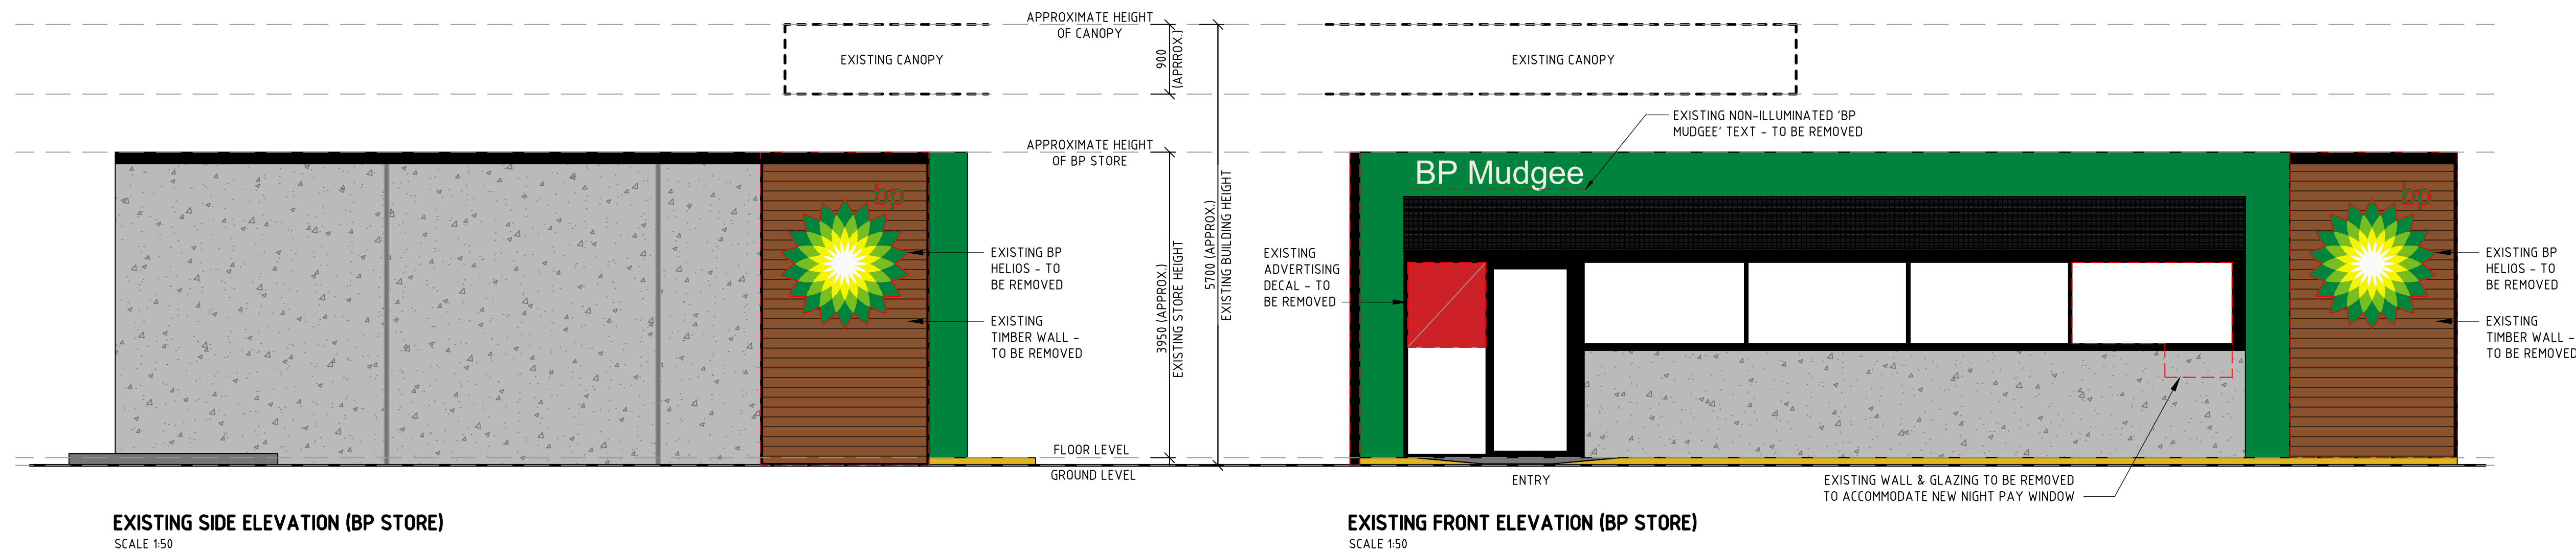 APPROXIMATE HEIGHT
OF CANOPY
EXISTING CANOPY
900
(APRROX.)
EXISTING CANOPY
EXISTING NON-ILLUMINATED 'BP
MUDGEE' TEXT - TO BE REMOVED
APPROXIMATE HEIGHT
OF BP STORE
BP Mudgee
bp
bp
EXISTING BP
HELIOS - TO
BE REMOVED
EXISTING
TIMBER WALL -
TO BE REMOVED
3950 (APPROX.)
EXISTING STORE HEIGHT
5700 (APPROX.)
EXISTING BUILDING HEIGHT
EXISTING
ADVERTISING
DECAL - TO
BE REMOVED
EXISTING BP
HELIOS - TO
BE REMOVED
EXISTING
TIMBER WALL -
TO BE REMOVED
FLOOR LEVEL
GROUND LEVEL
ENTRY
EXISTING WALL & GLAZING TO BE REMOVED
TO ACCOMMODATE NEW NIGHT PAY WINDOW
EXISTING SIDE ELEVATION (BP STORE)
SCALE 1:50
EXISTING FRONT ELEVATION (BP STORE)
SCALE 1:50